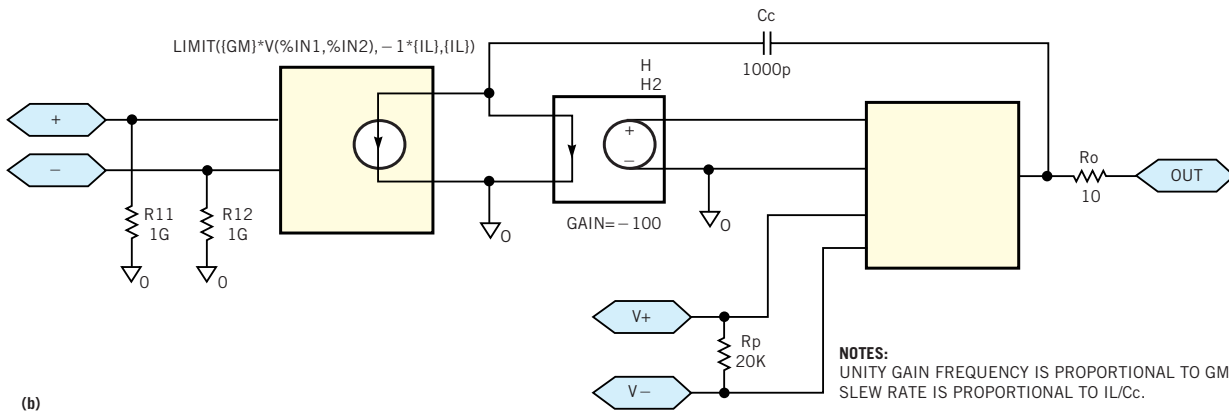 LIMIT({GM}*V(%IN1,%IN2), −1*{IL},{IL})
Cc
1000p
H
H2
+
−
R11
1G
R12
1G
0
0
0
+
−
GAIN=−100
0
Ro
10
OUT
V+
Rp
20K
V−
NOTES:
UNITY GAIN FREQUENCY IS PROPORTIONAL TO GM
SLEW RATE IS PROPORTIONAL TO IL/Cc.
(b)